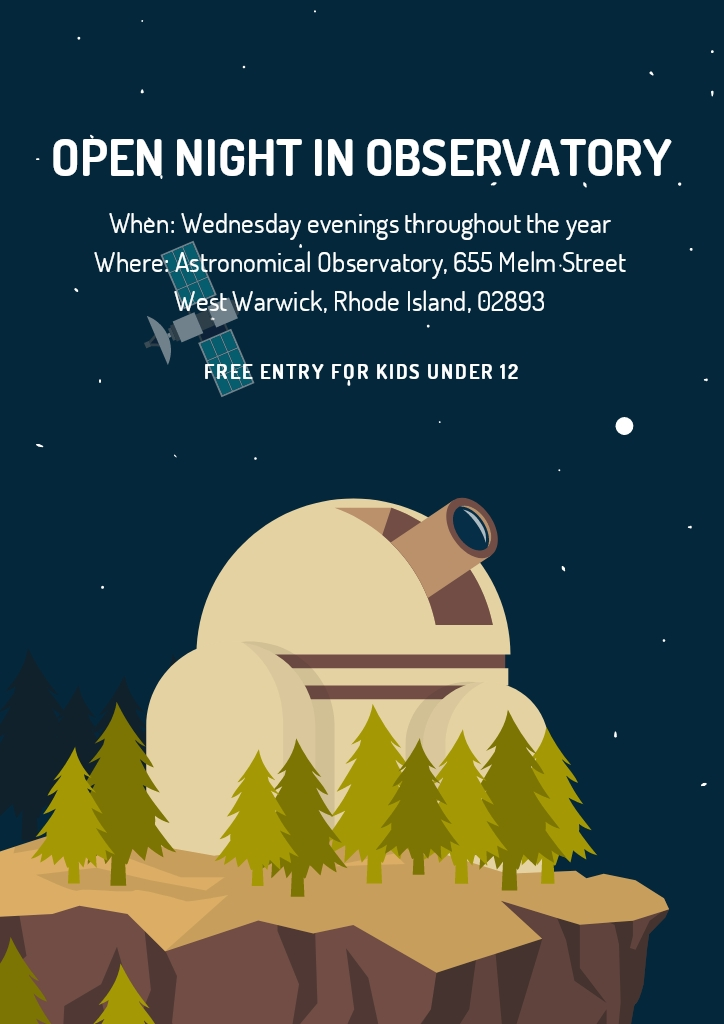 OPEN NIGHT IN OBSERVATORY
When: Wednesday evenings throughout the year
Where: Astronomical Observatory, 655 Melm Street
West Warwick, Rhode Island, 02893
FREE ENTRY FOR KIDS UNDER 12